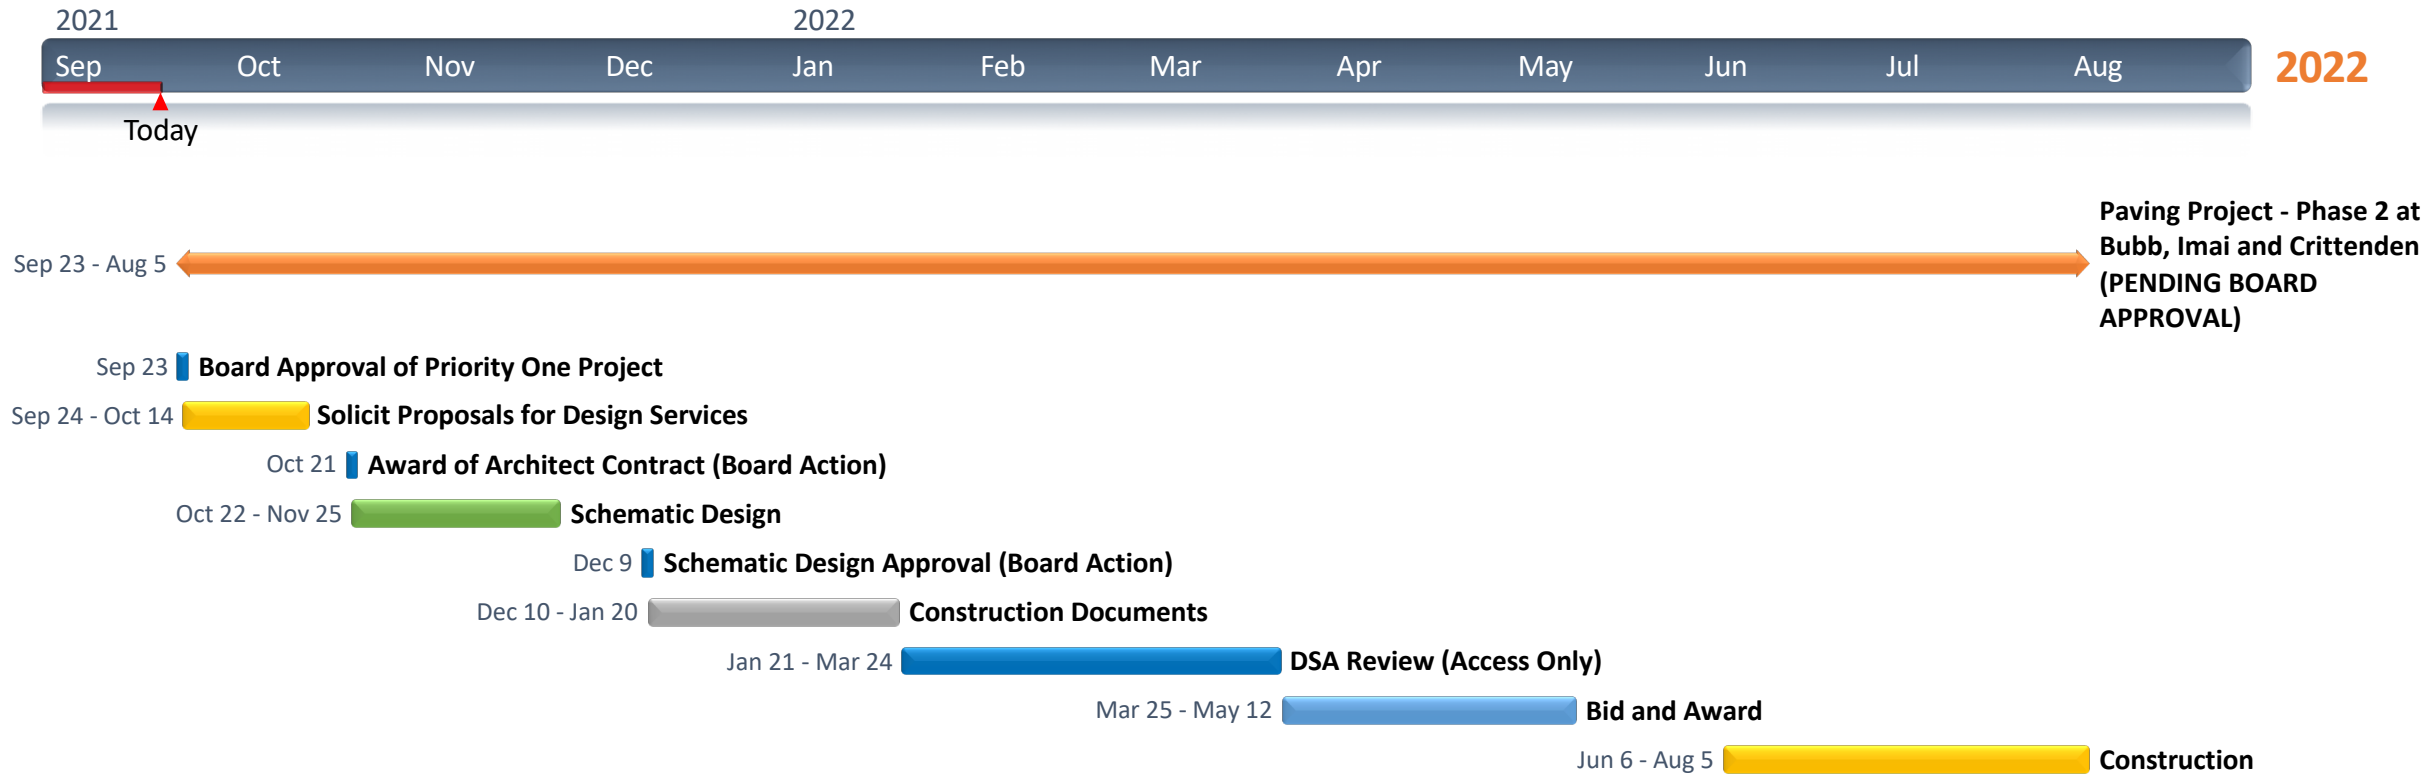 2021 2022
Sep Oct Nov Dec Jan Feb Mar Apr May Jun Jul Aug 2022
Today
Paving Project - Phase 2 at
Bubb, Imai and Crittenden
(PENDING BOARD
APPROVAL)
Sep 23 - Aug 5
Sep 23 Board Approval of Priority One Project
Sep 24 - Oct 14 Solicit Proposals for Design Services
Oct 21 Award of Architect Contract (Board Action)
Oct 22 - Nov 25 Schematic Design
Dec 9 Schematic Design Approval (Board Action)
Dec 10 - Jan 20 Construction Documents
Jan 21 - Mar 24 DSA Review (Access Only)
Mar 25 - May 12 Bid and Award
Jun 6 - Aug 5 Construction